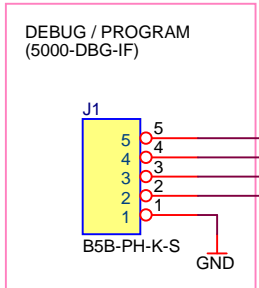 DEBUG / PROGRAM
(5000-DBG-IF)
J1
5 5
4 4
3 3
2 2
1 1
B5B-PH-K-S
GND